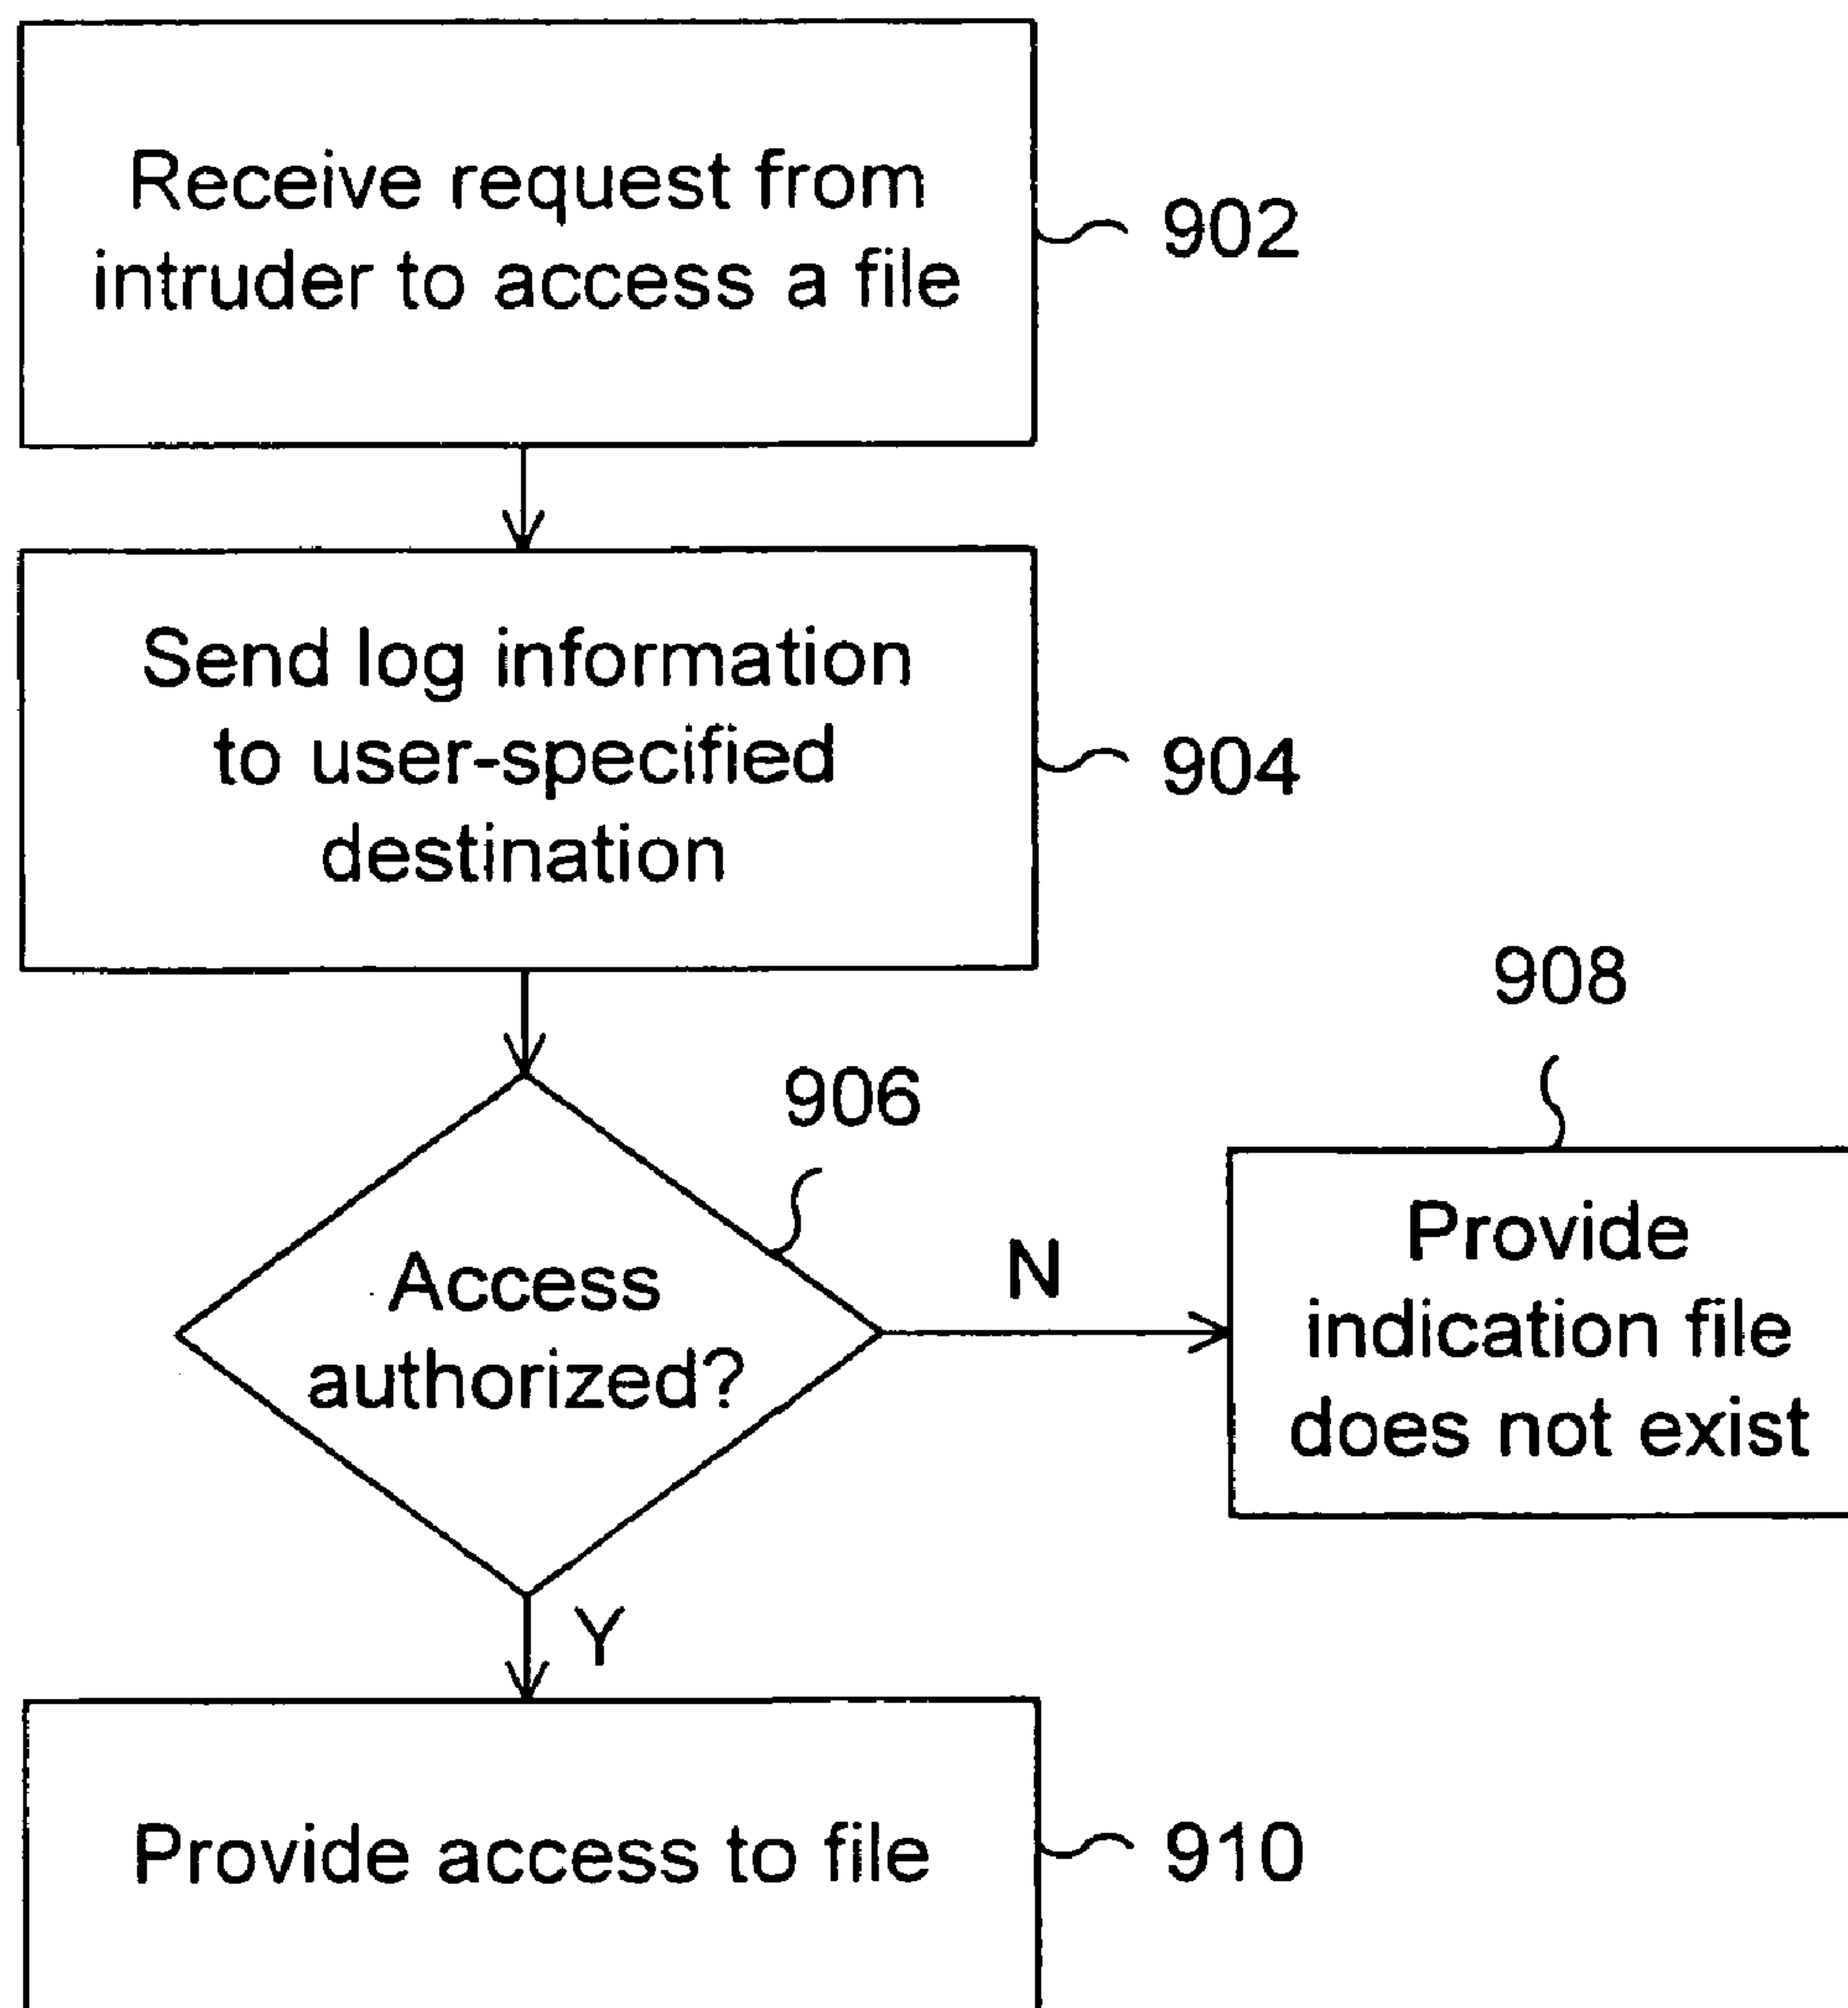 Receive request from
intruder to access a file
902
Send log information
to user-specified
destination
904
906
Access
authorized?
N
908
Provide
indication file
does not exist
Y
Provide access to file
910